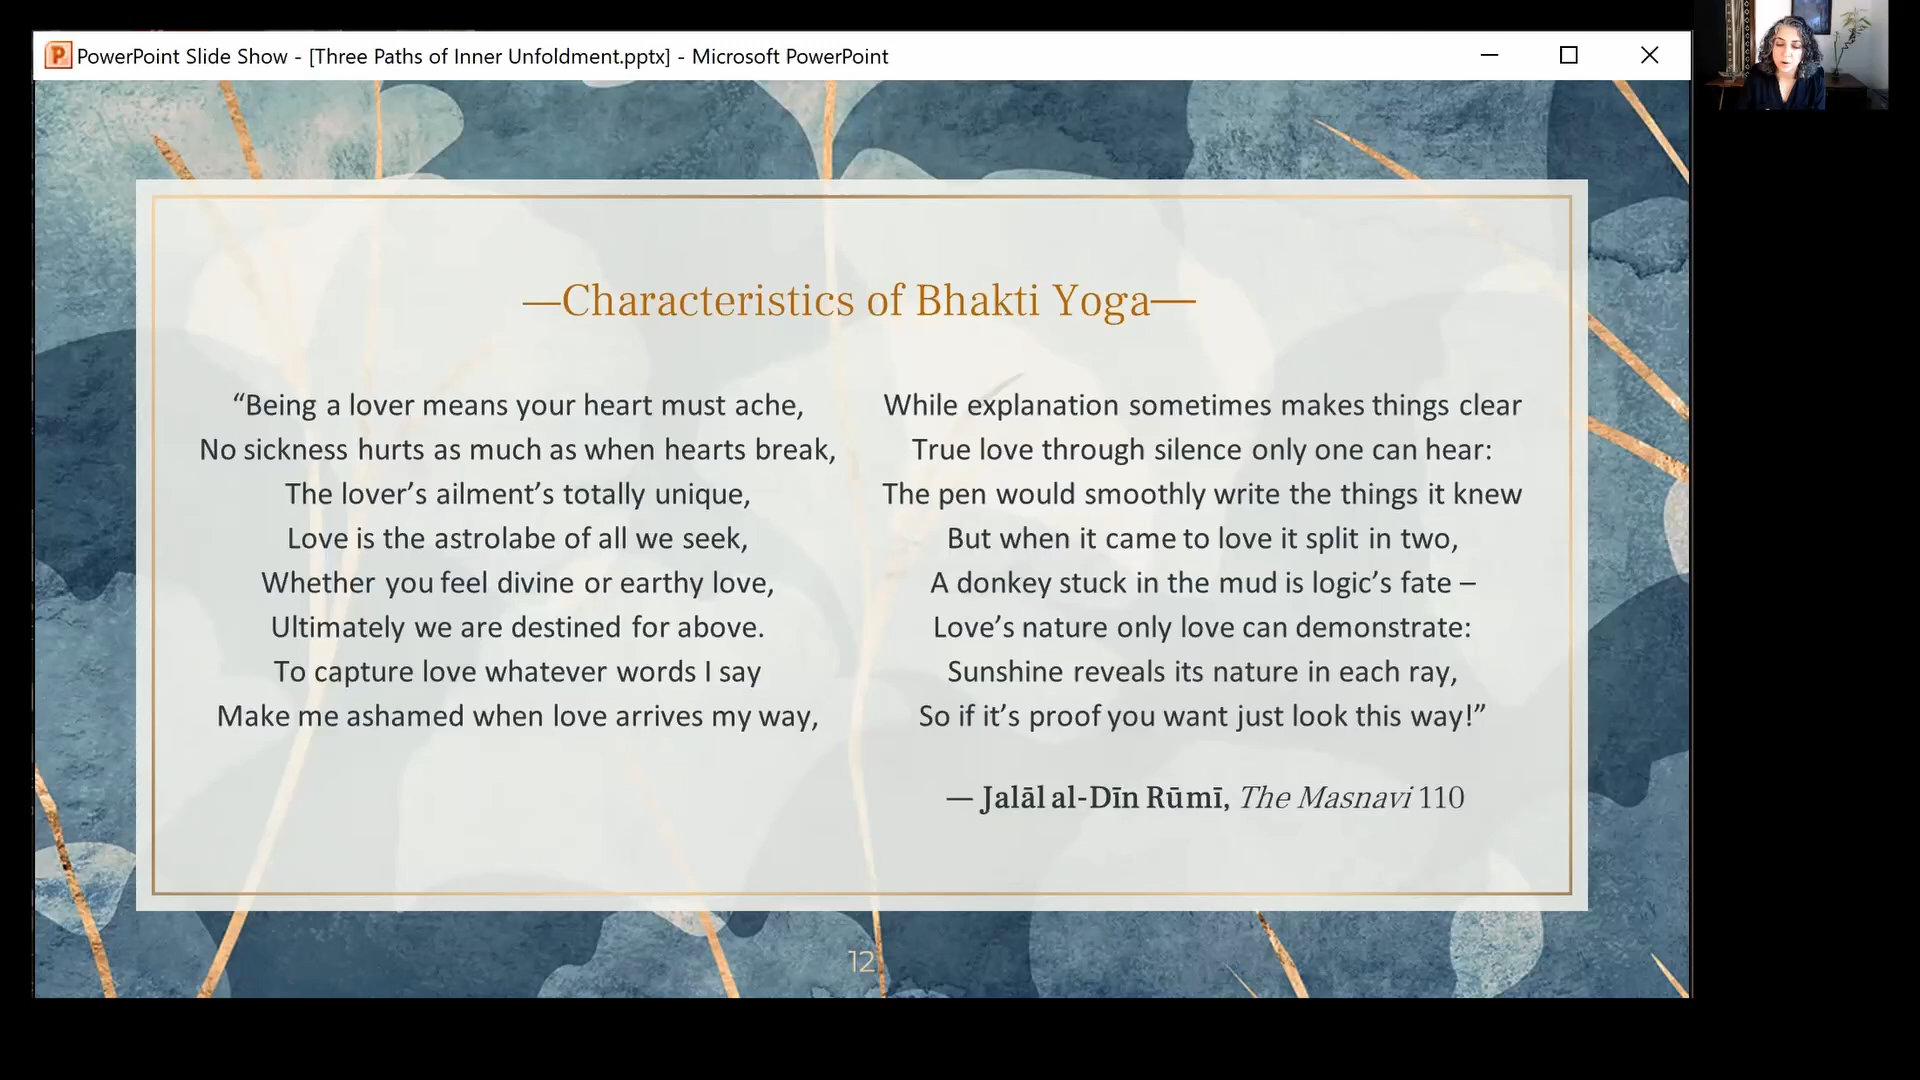 PowerPoint Slide Show - [Three Paths of Inner Unfoldment.pptx] - Microsoft PowerPoint
—Characteristics of Bhakti Yoga—
“Being a lover means your heart must ache,
No sickness hurts as much as when hearts break,
The lover’s ailment’s totally unique,
Love is the astrolabe of all we seek,
Whether you feel divine or earthy love,
Ultimately we are destined for above.
To capture love whatever words I say
Make me ashamed when love arrives my way,
While explanation sometimes makes things clear
True love through silence only one can hear:
The pen would smoothly write the things it knew
But when it came to love it split in two,
A donkey stuck in the mud is logic’s fate –
Love’s nature only love can demonstrate:
Sunshine reveals its nature in each ray,
So if it’s proof you want just look this way!”
— Jalāl al-Dīn Rūmī, The Masnavi 110
12